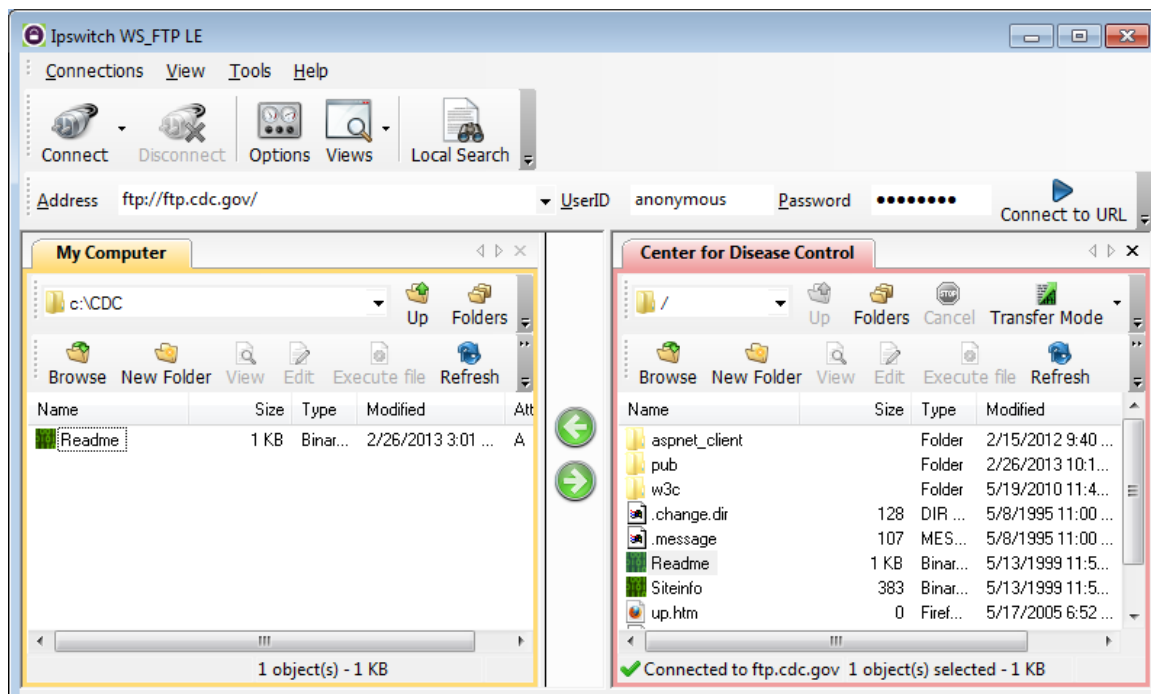 Ipswitch WS_FTP LE
Connections View Tools Help
Connect Disconnect Options Views Local Search
Address ftp://ftp.cdc.gov/ UserID anonymous Password •••••••• Connect to URL
My Computer
c:\CDC Up Folders
Browse New Folder View Edit Execute file Refresh
Name Size Type Modified Att
Readme 1 KB Binar... 2/26/2013 3:01 ... A
1 object(s) - 1 KB
Center for Disease Control
/ Up Folders STOP Cancel Transfer Mode
Browse New Folder View Edit Execute file Refresh
Name Size Type Modified
aspnet_client Folder 2/15/2012 9:40 ...
pub Folder 2/26/2013 10:1...
w3c Folder 5/19/2010 11:4...
.change.dir 128 DIR ... 5/8/1995 11:00 ...
.message 107 MES... 5/8/1995 11:00 ...
Readme 1 KB Binar... 5/13/1999 11:5...
Siteinfo 383 Binar... 5/13/1999 11:5...
up.htm 0 Firef... 5/17/2005 6:52 ...
Connected to ftp.cdc.gov 1 object(s) selected - 1 KB